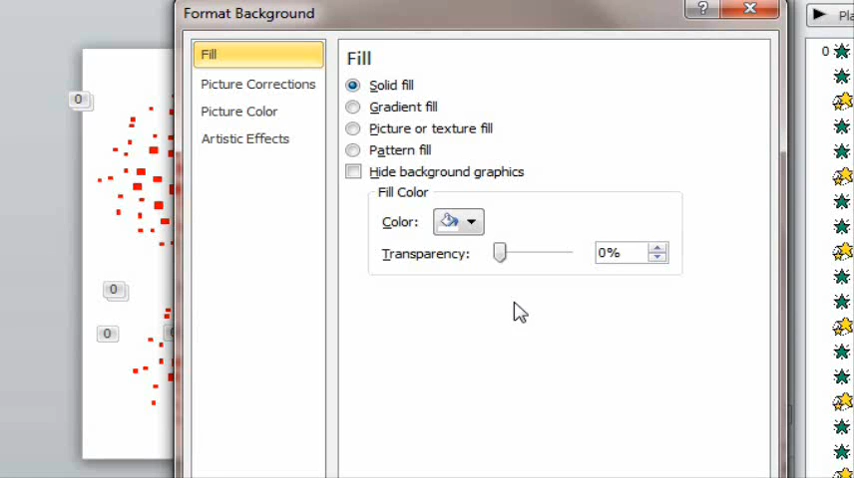 Format Background
?
Pla
Fill
Picture Corrections
Picture Color
Artistic Effects
Fill
Solid fill
Gradient fill
Picture or texture fill
Pattern fill
Hide background graphics
Fill Color
Color:
Transparency:
0%
0
0
0
0
0